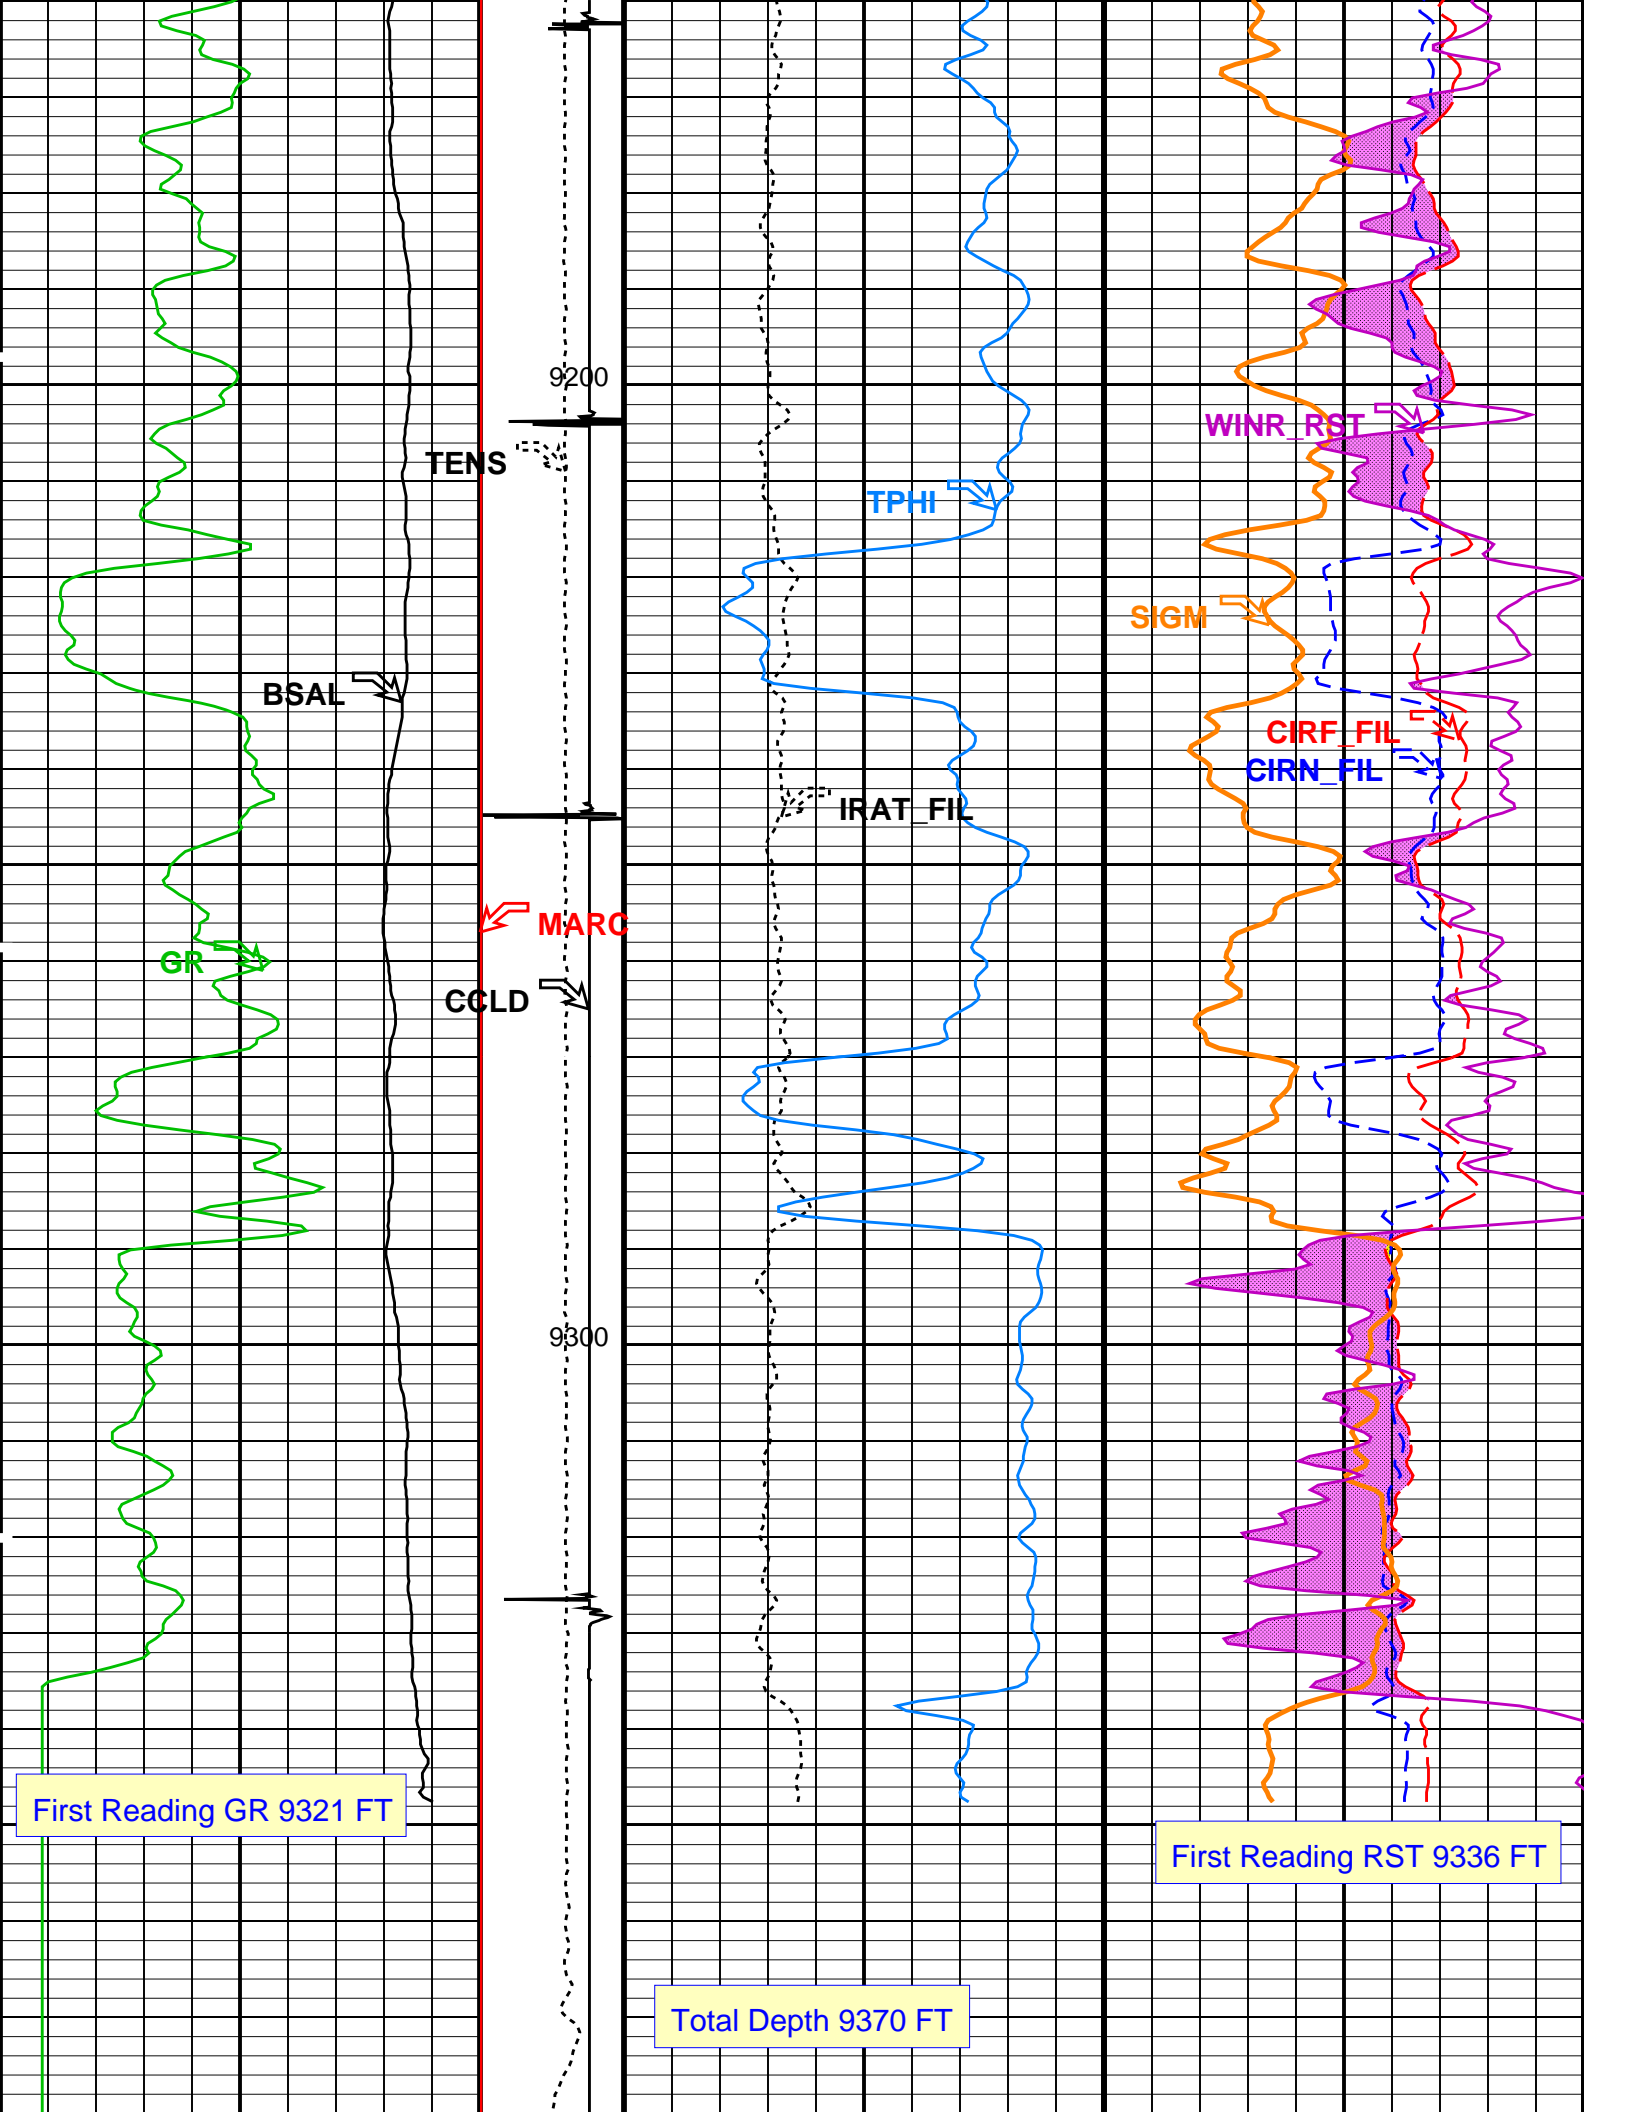 9200
WINR_RST
TENS
TPHI
SIGM
BSAL
CIRF_FIL
CIRN_FIL
IRAT_FIL
MARC
GR
CCLD
9300
First Reading GR 9321 FT
First Reading RST 9336 FT
Total Depth 9370 FT